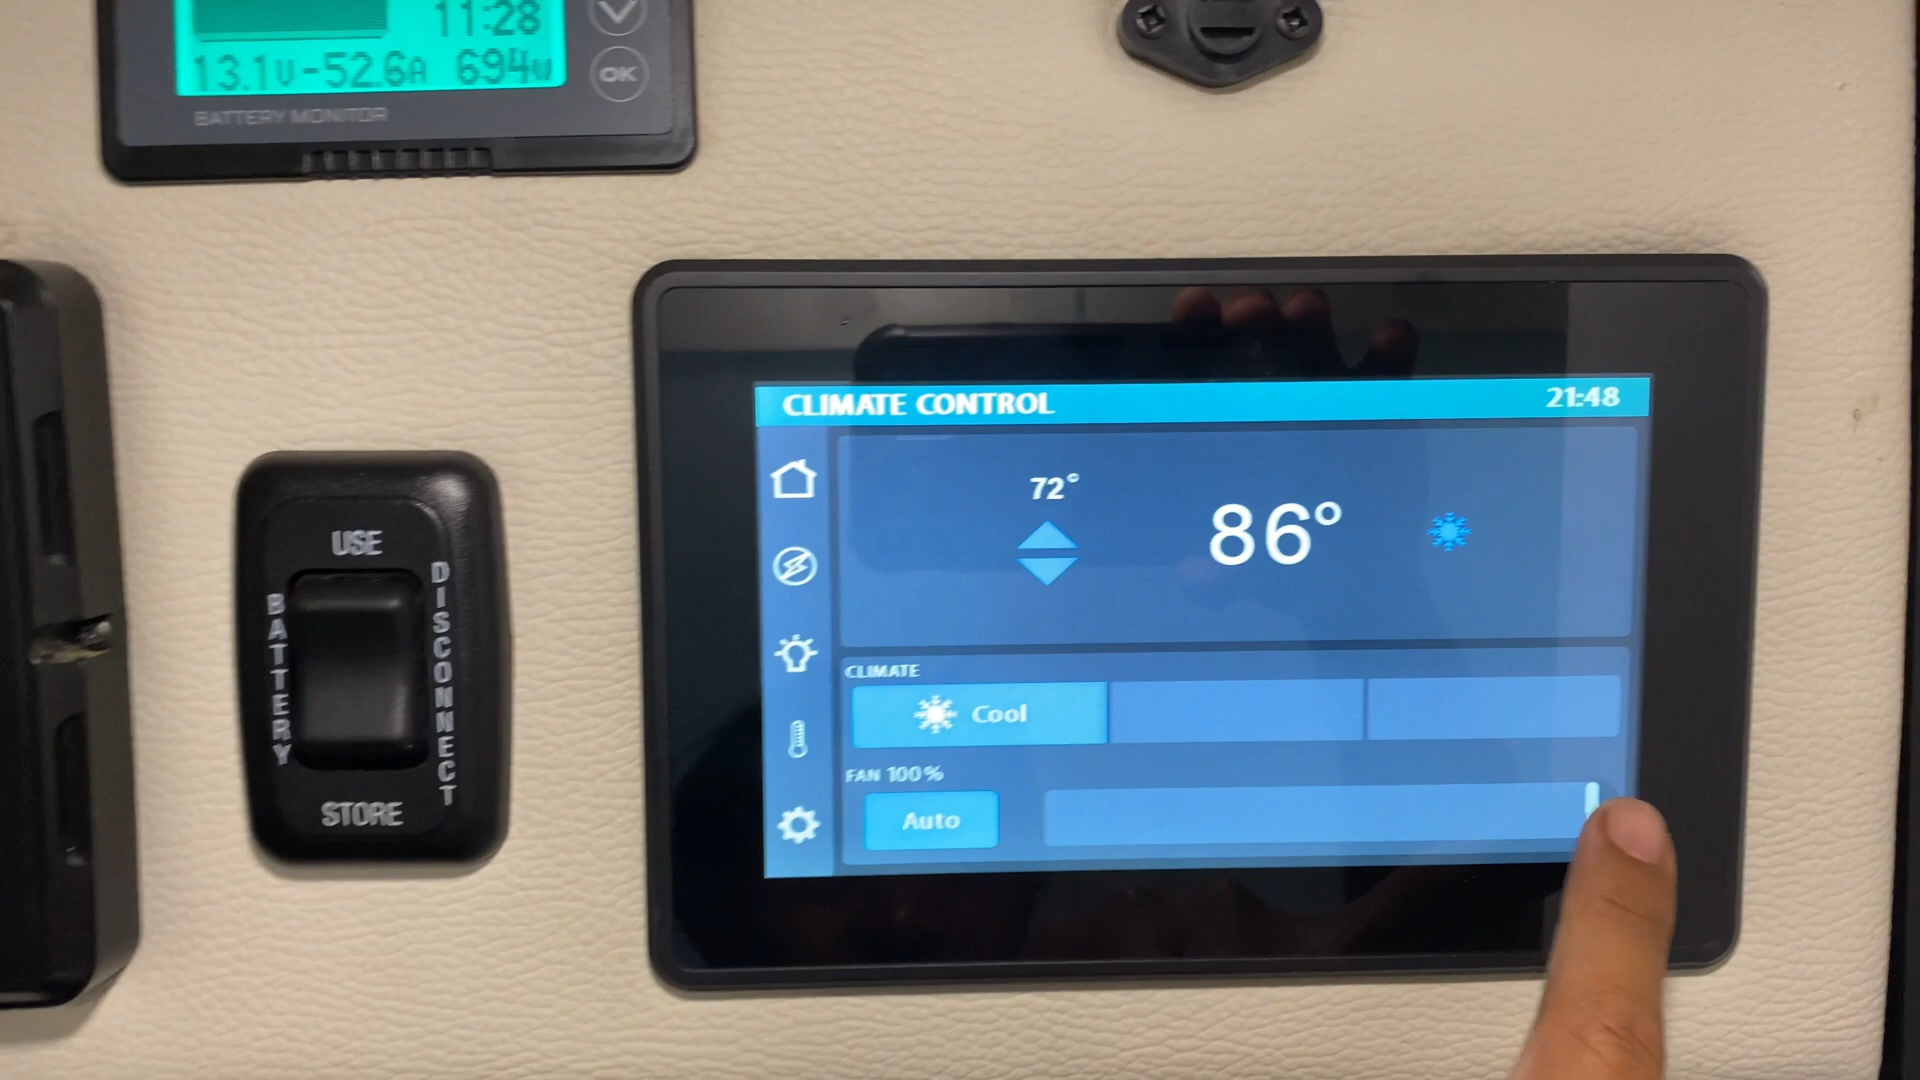 11:28
13.1V-52.6A 694W
OK
BATTERY MONITOR
CLIMATE CONTROL 21:48
72°
86°
USE
BATTERY
DISCONNECT
STORE
CLIMATE
Cool
FAN 100%
Auto